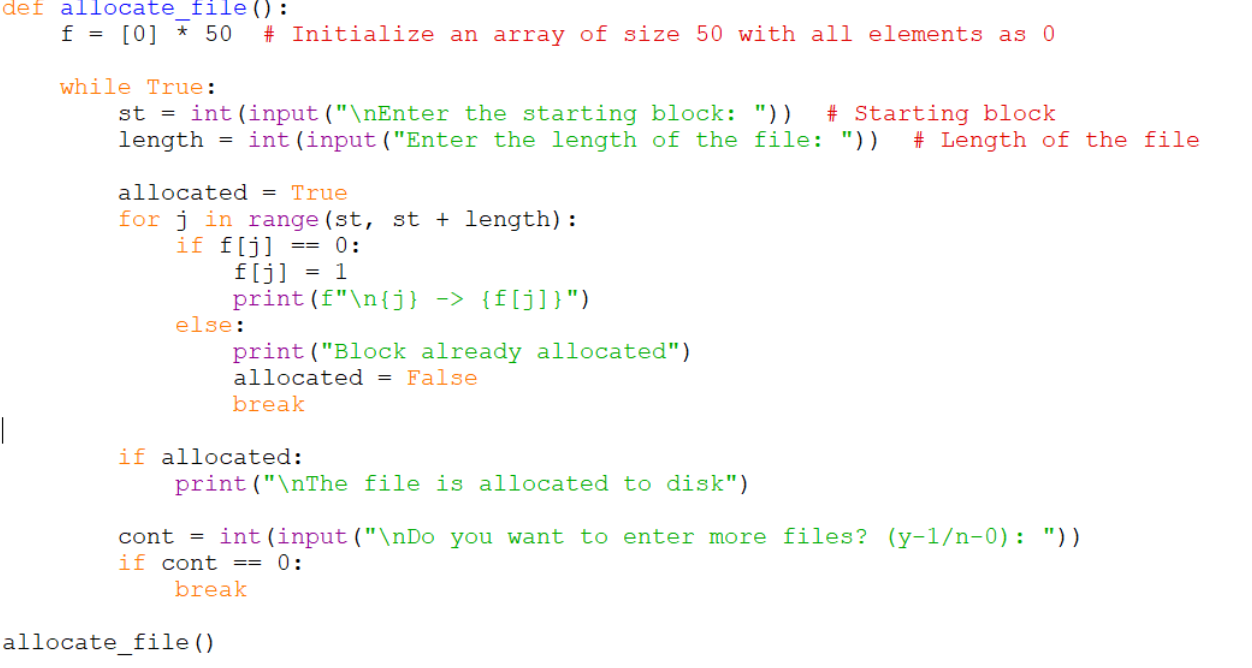 def allocate_file():
    f = [0] * 50  # Initialize an array of size 50 with all elements as 0

    while True:
        st = int(input("\nEnter the starting block: "))  # Starting block
        length = int(input("Enter the length of the file: "))  # Length of the file

        allocated = True
        for j in range(st, st + length):
            if f[j] == 0:
                f[j] = 1
                print(f"\n{j} -> {f[j]}")
            else:
                print("Block already allocated")
                allocated = False
                break

        if allocated:
            print("\nThe file is allocated to disk")

        cont = int(input("\nDo you want to enter more files? (y-1/n-0): "))
        if cont == 0:
            break

allocate_file()